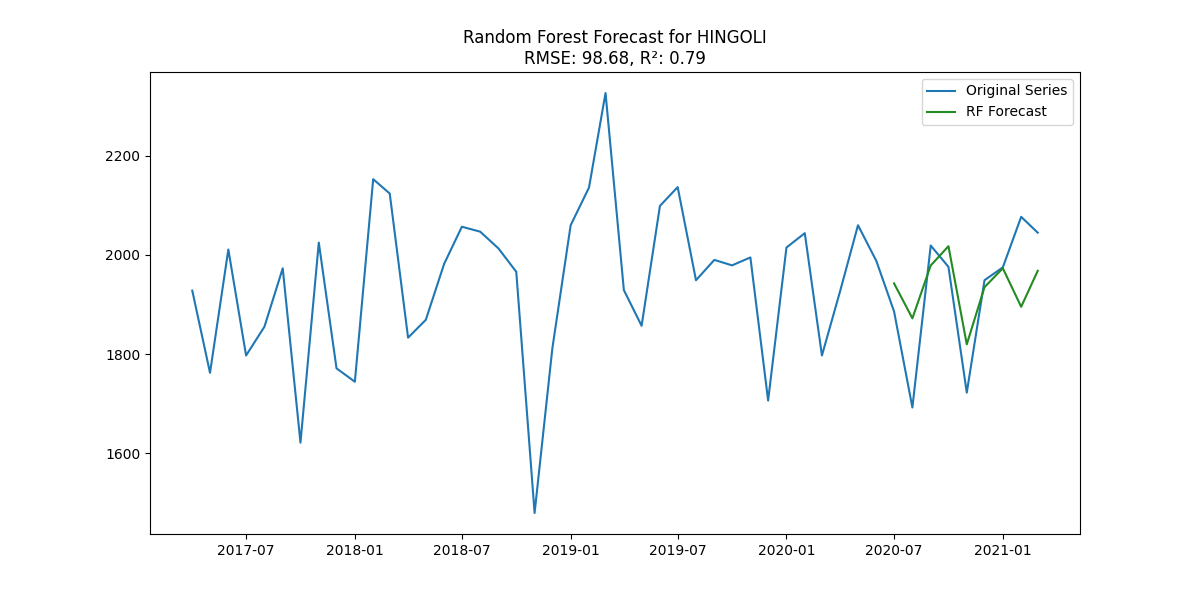 Random Forest Forecast for HINGOLI
RMSE: 98.68, R²: 0.79
Original Series
RF Forecast
2200
2000
1800
1600
2017-07 2018-01 2018-07 2019-01 2019-07 2020-01 2020-07 2021-01